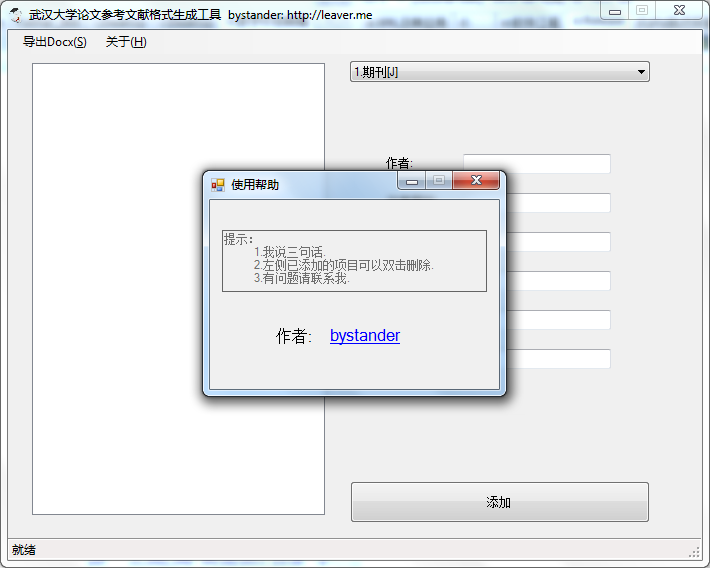 武汉大学论文参考文献格式生成工具 bystander: http://leaver.me
导出Docx(S) 关于(H)
1.期刊[J]
作者:
使用帮助
提示:
1.我说三句话.
2.左侧已添加的项目可以双击删除.
3.有问题请联系我.
作者: bystander
添加
就绪